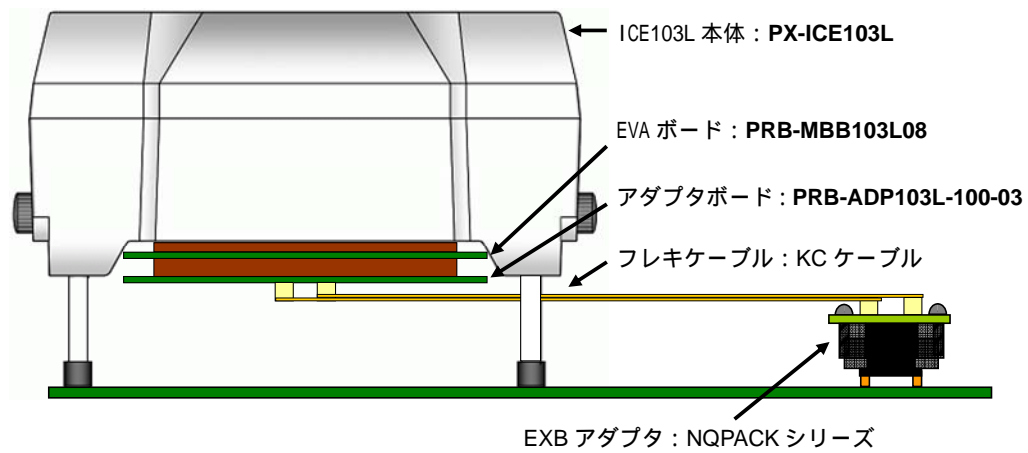 ICE103L 本体：PX-ICE103L
EVA ボード：PRB-MBB103L08
アダプタボード：PRB-ADP103L-100-03
フレキケーブル：KC ケーブル
EXB アダプタ：NQPACK シリーズ